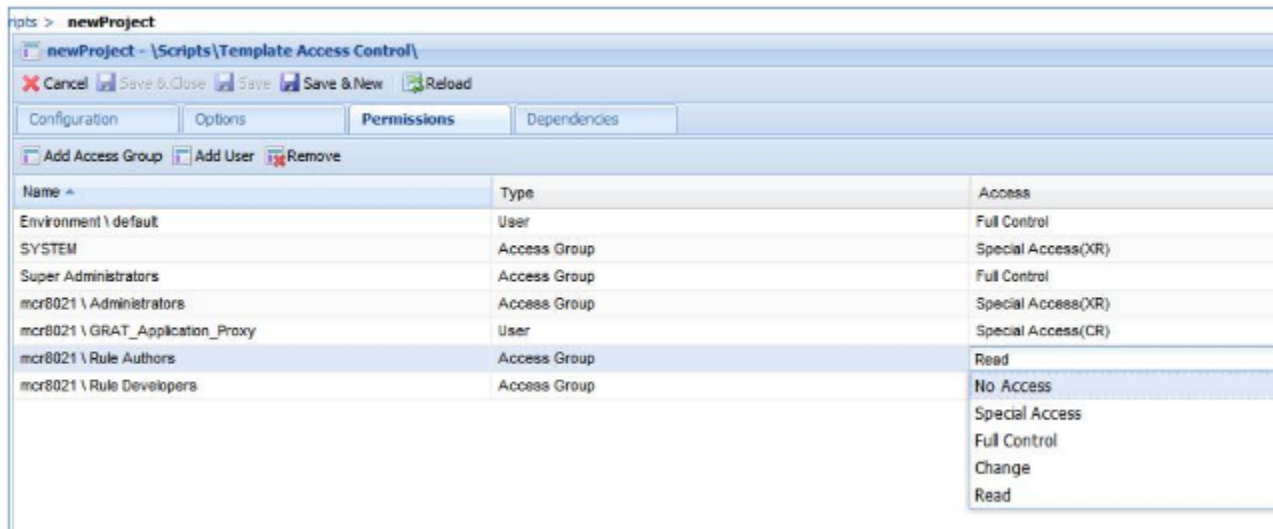 ripts > newProject
newProject - \Scripts\Template Access Control\
Cancel Save & Close Save Save & New Reload
Configuration Options Permissions Dependencies
Add Access Group Add User Remove
Name Type Access
Environment \ default User Full Control
SYSTEM Access Group Special Access(XR)
Super Administrators Access Group Full Control
mcr8021 \ Administrators Access Group Special Access(XR)
mcr8021 \ GRAT_Application_Proxy User Special Access(CR)
mcr8021 \ Rule Authors Access Group Read
mcr8021 \ Rule Developers Access Group No Access
Special Access
Full Control
Change
Read